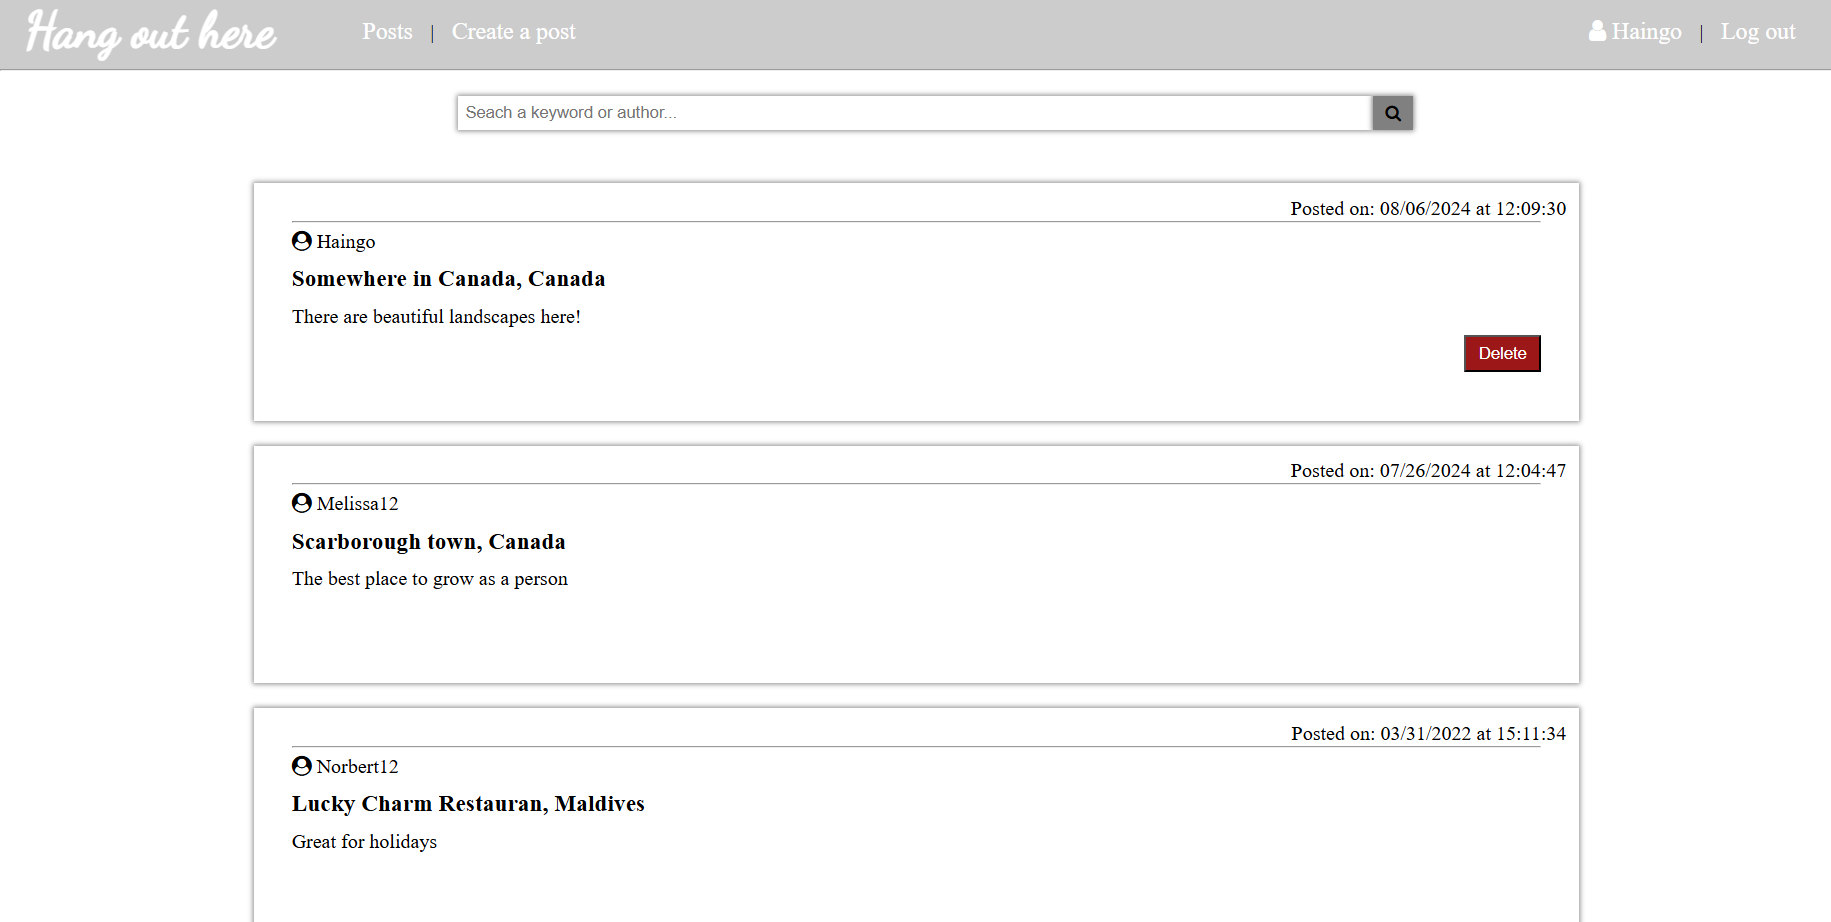 Hang out here
Posts | Create a post
Haingo | Log out
Seach a keyword or author...
Posted on: 08/06/2024 at 12:09:30
Haingo
Somewhere in Canada, Canada
There are beautiful landscapes here!
Delete
Posted on: 07/26/2024 at 12:04:47
Melissa12
Scarborough town, Canada
The best place to grow as a person
Posted on: 03/31/2022 at 15:11:34
Norbert12
Lucky Charm Restauran, Maldives
Great for holidays